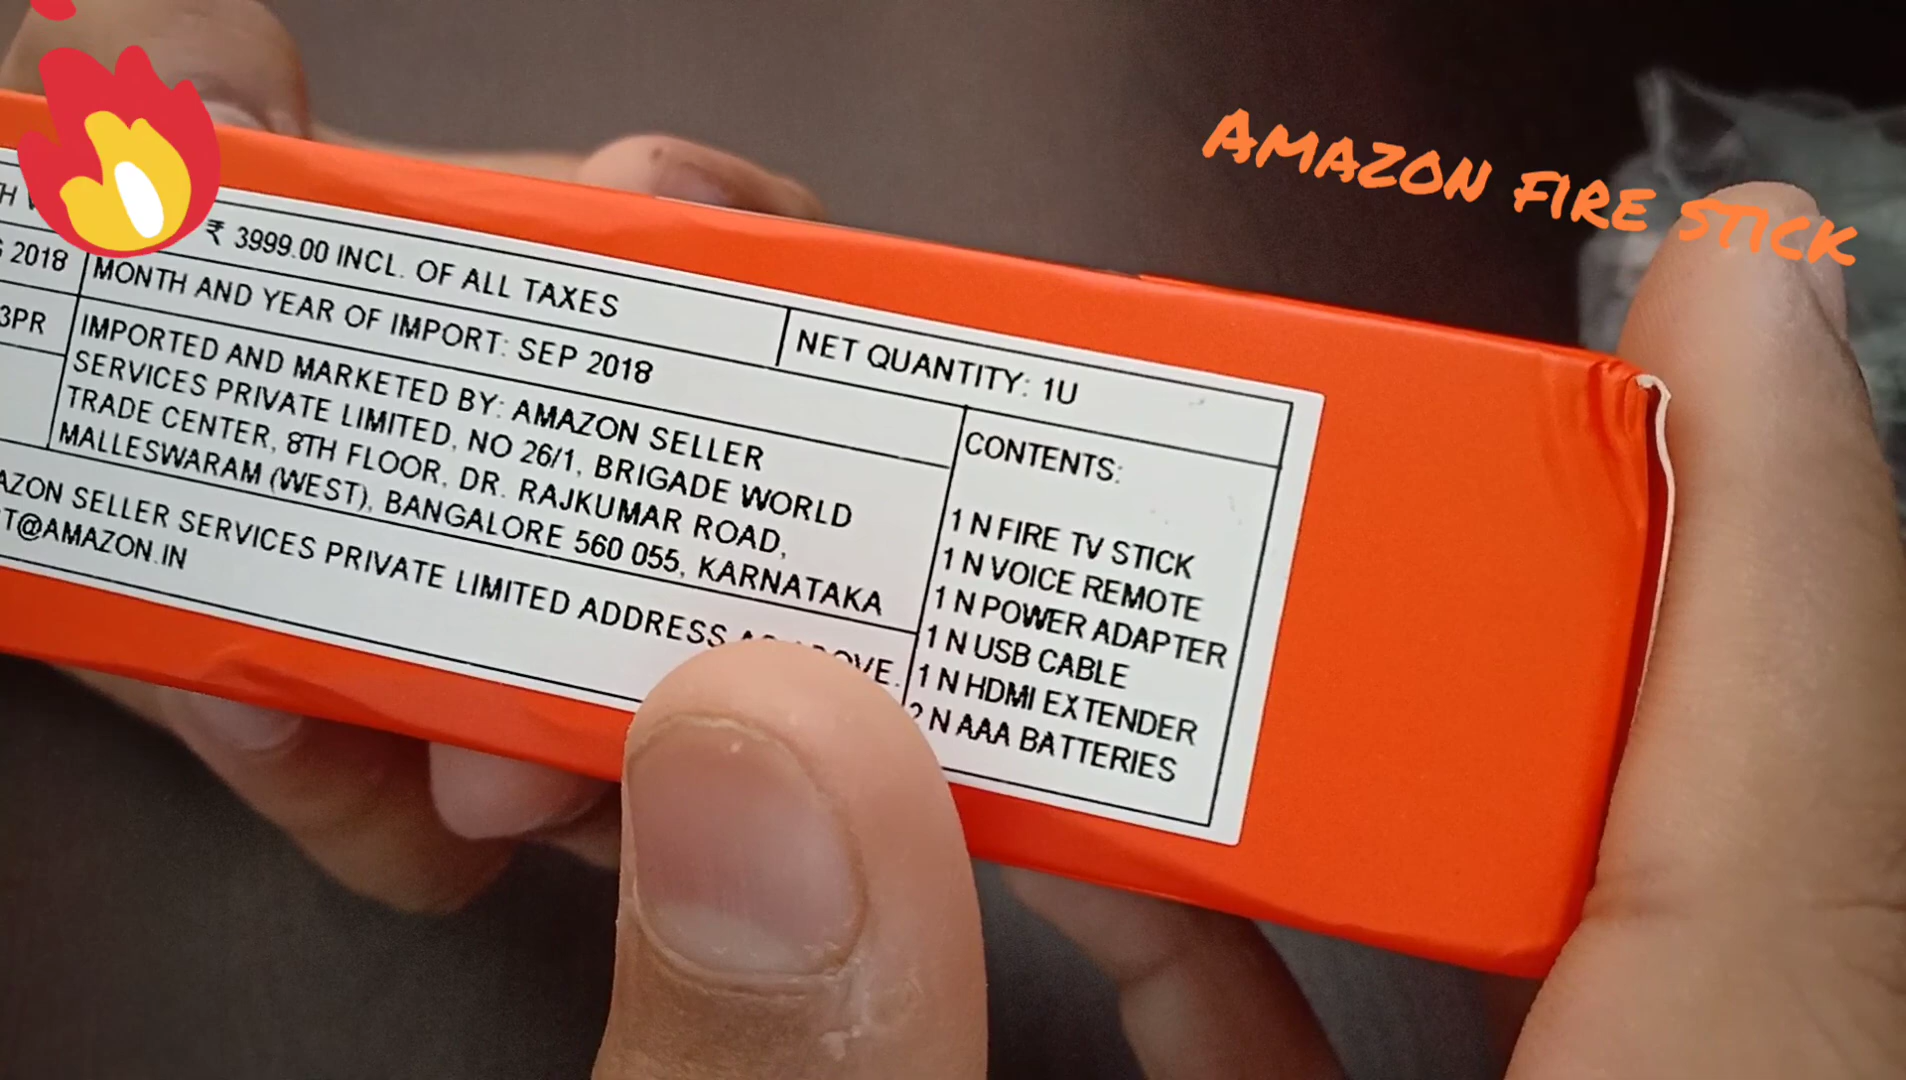 AMAZON FIRE STICK
₹ 3999.00 INCL. OF ALL TAXES
NET QUANTITY: 1U
2018
MONTH AND YEAR OF IMPORT: SEP 2018
3PR
IMPORTED AND MARKETED BY: AMAZON SELLER
SERVICES PRIVATE LIMITED, NO 26/1, BRIGADE WORLD
TRADE CENTER, 8TH FLOOR, DR. RAJKUMAR ROAD,
MALLESWARAM (WEST), BANGALORE 560 055, KARNATAKA
AZON SELLER SERVICES PRIVATE LIMITED ADDRESS
T@AMAZON.IN
CONTENTS:
1 N FIRE TV STICK
1 N VOICE REMOTE
1 N POWER ADAPTER
1 N USB CABLE
1 N HDMI EXTENDER
2 N AAA BATTERIES